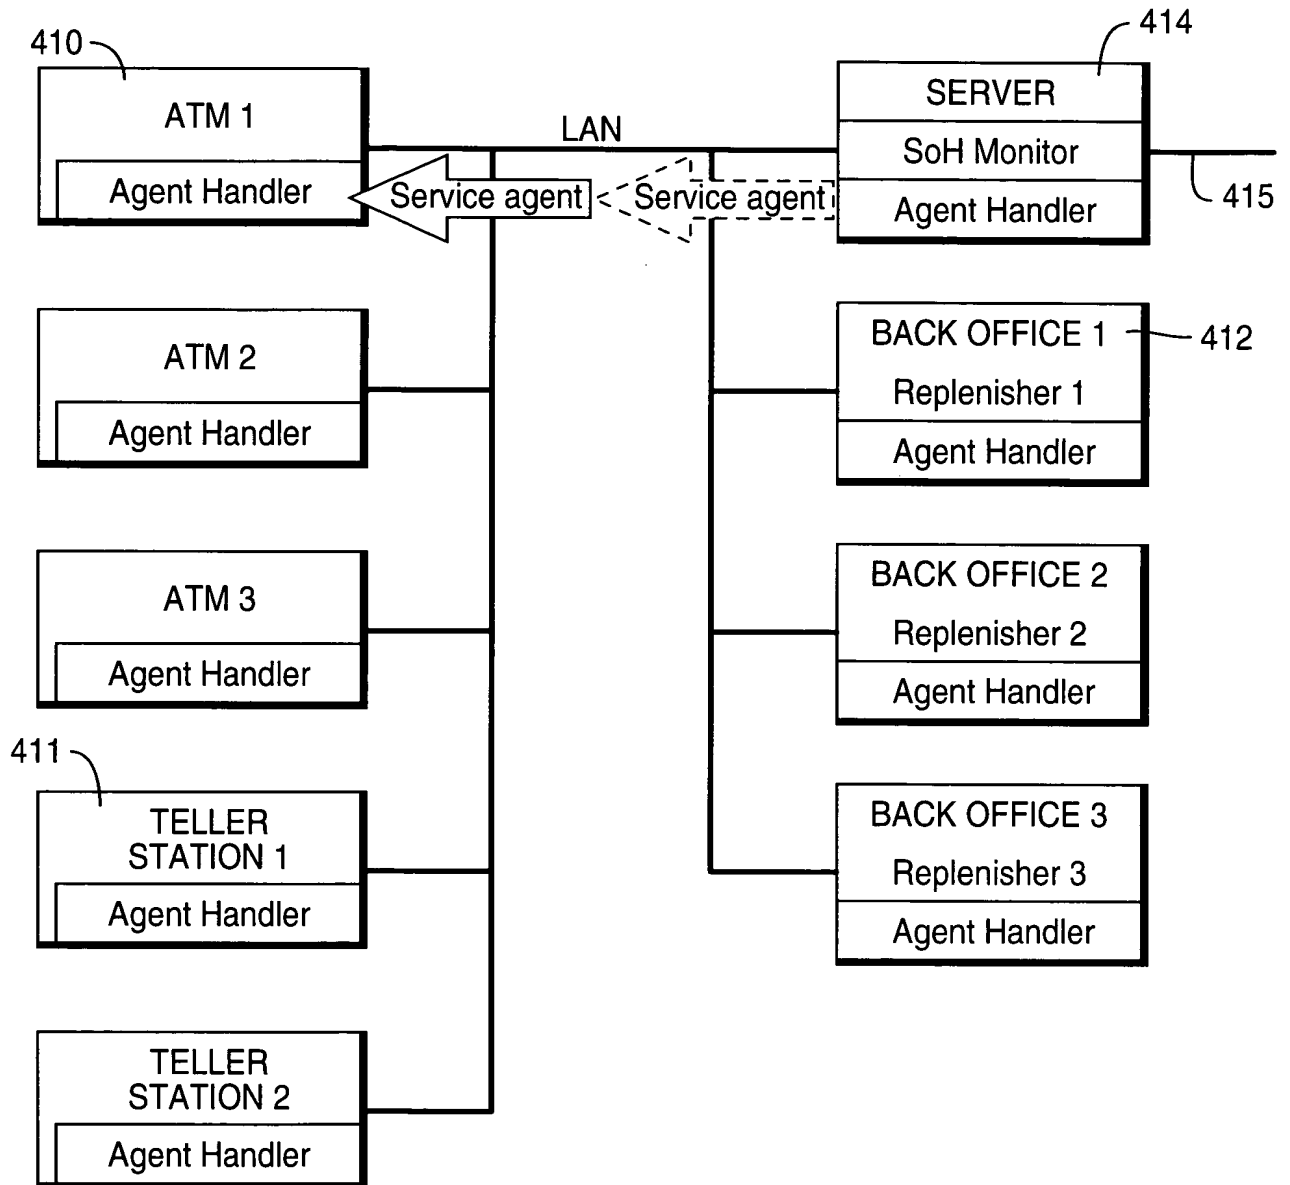 410
ATM 1
Agent Handler
LAN
Service agent
Service agent
414
SERVER
SoH Monitor
Agent Handler
415
ATM 2
Agent Handler
BACK OFFICE 1
Replenisher 1
Agent Handler
412
ATM 3
Agent Handler
BACK OFFICE 2
Replenisher 2
Agent Handler
411
TELLER
STATION 1
Agent Handler
BACK OFFICE 3
Replenisher 3
Agent Handler
TELLER
STATION 2
Agent Handler